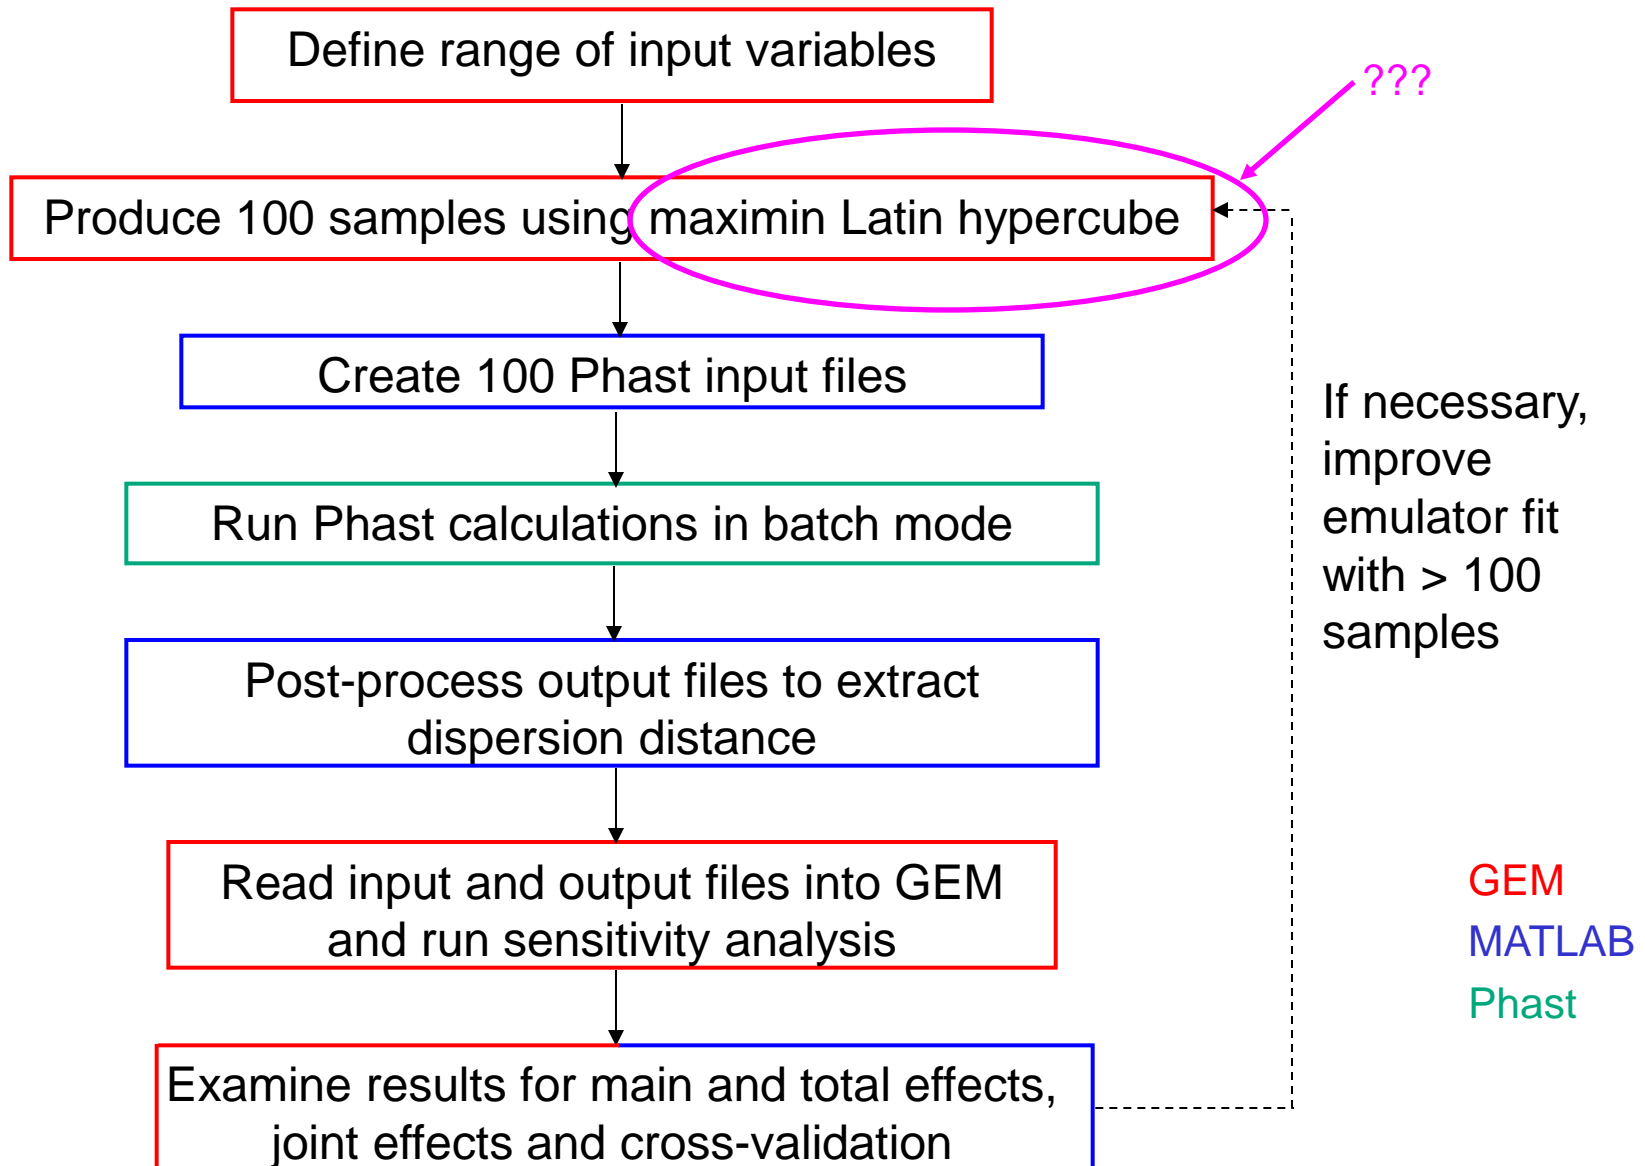 Define range of input variables
???
Produce 100 samples using maximin Latin hypercube
Create 100 Phast input files
If necessary,
improve
emulator fit
with > 100
samples
Run Phast calculations in batch mode
Post-process output files to extract
dispersion distance
Read input and output files into GEM
and run sensitivity analysis
GEM
MATLAB
Phast
Examine results for main and total effects,
joint effects and cross-validation